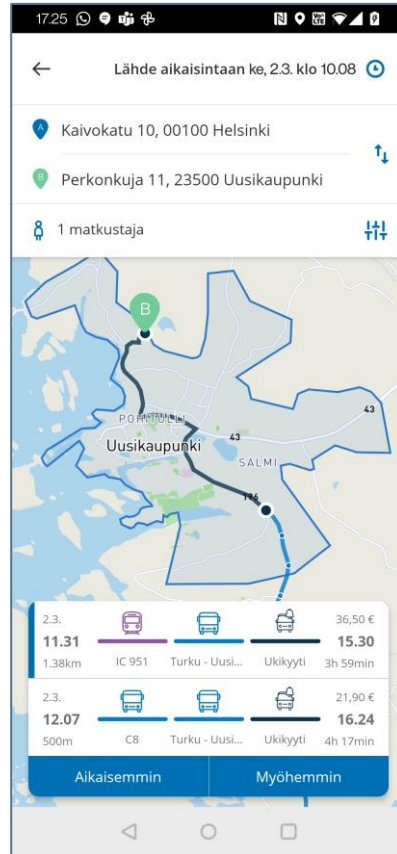 17.25
Lähde aikaisintaan ke, 2.3. klo 10.08
A
Kaivokatu 10, 00100 Helsinki
B
Perkonkuja 11, 23500 Uusikaupunki
1 matkustaja
B
43
POHITULLI
Uusikaupunki
43
SALMI
196
2.3.
36,50 €
11.31
15.30
1.38km
IC 951
Turku - Uusi...
Ukikyyti
3h 59min
2.3.
21,90 €
12.07
16.24
500m
C8
Turku - Uusi...
Ukikyyti
4h 17min
Aikaisemmin
Myöhemmin